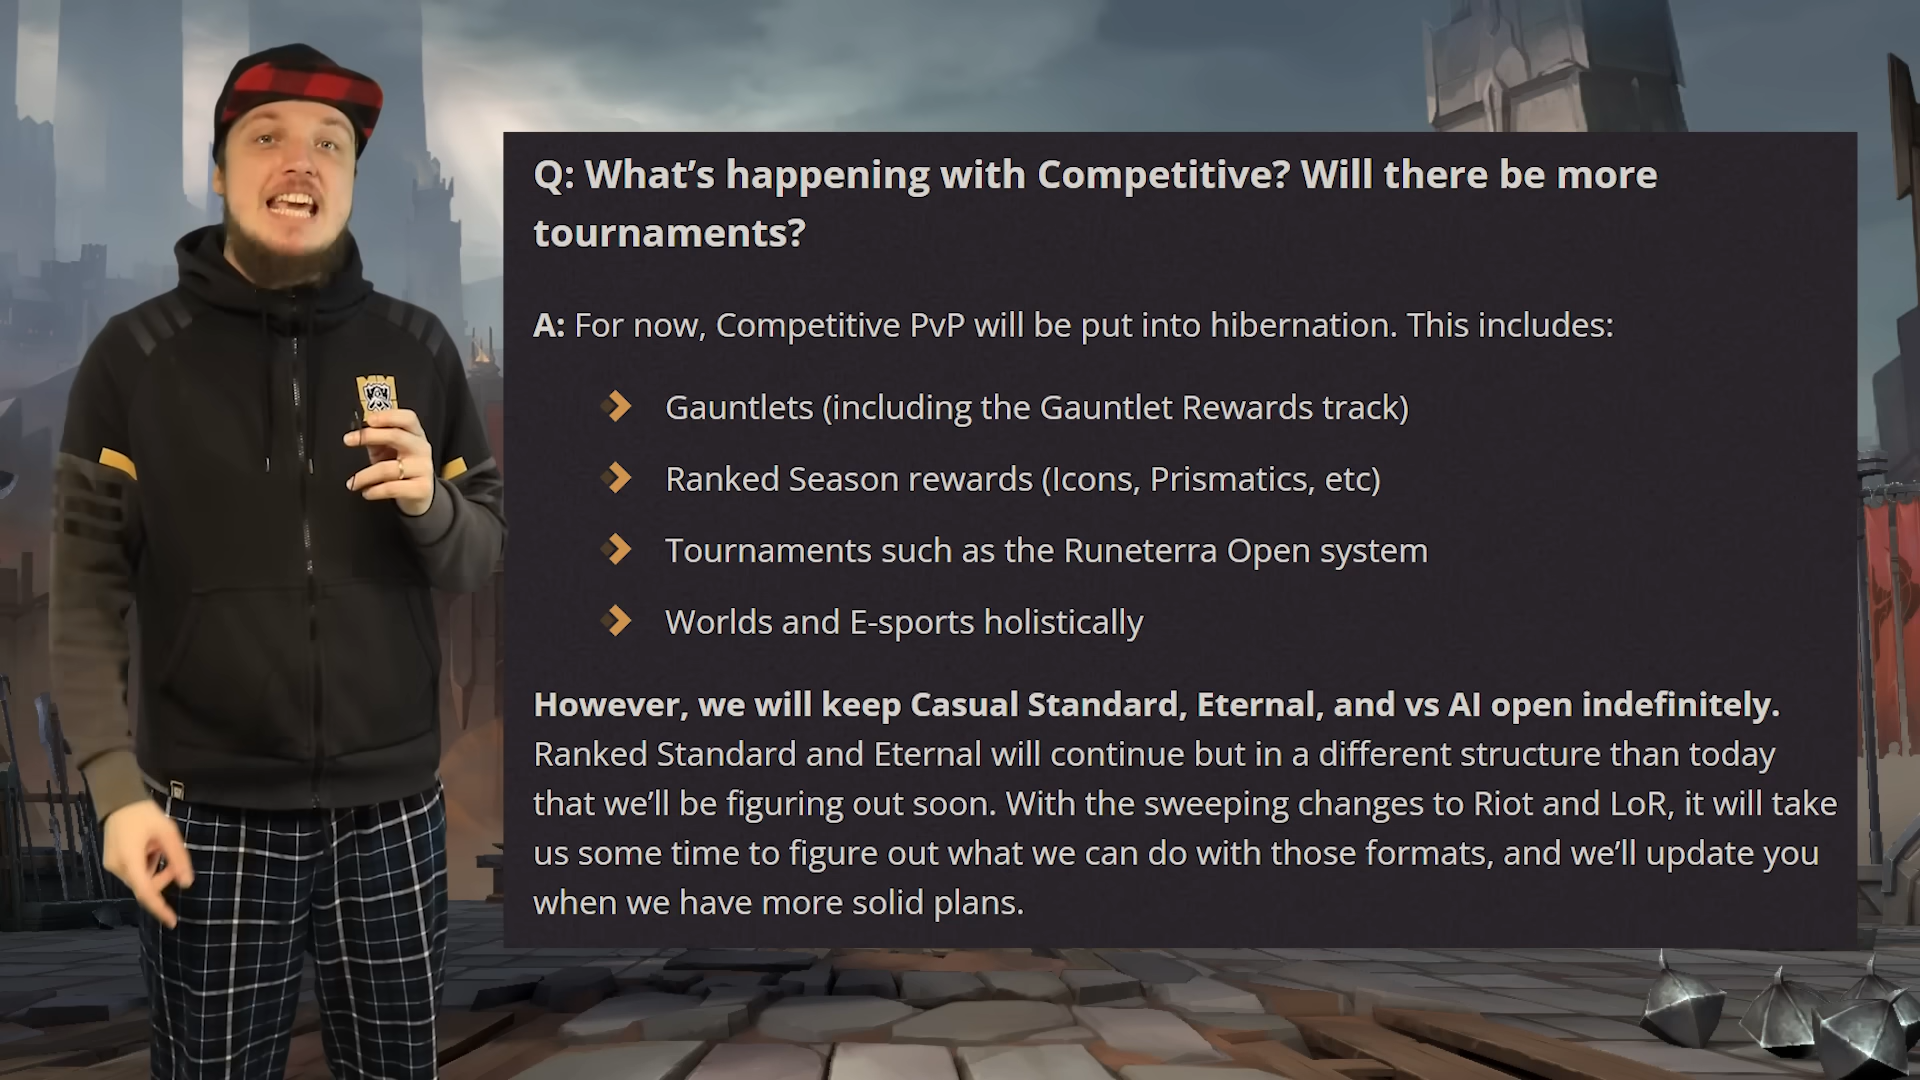 Q: What’s happening with Competitive? Will there be more
tournaments?
A: For now, Competitive PvP will be put into hibernation. This includes:
Gauntlets (including the Gauntlet Rewards track)
Ranked Season rewards (Icons, Prismatics, etc)
Tournaments such as the Runeterra Open system
Worlds and E-sports holistically
However, we will keep Casual Standard, Eternal, and vs AI open indefinitely.
Ranked Standard and Eternal will continue but in a different structure than today
that we’ll be figuring out soon. With the sweeping changes to Riot and LoR, it will take
us some time to figure out what we can do with those formats, and we’ll update you
when we have more solid plans.